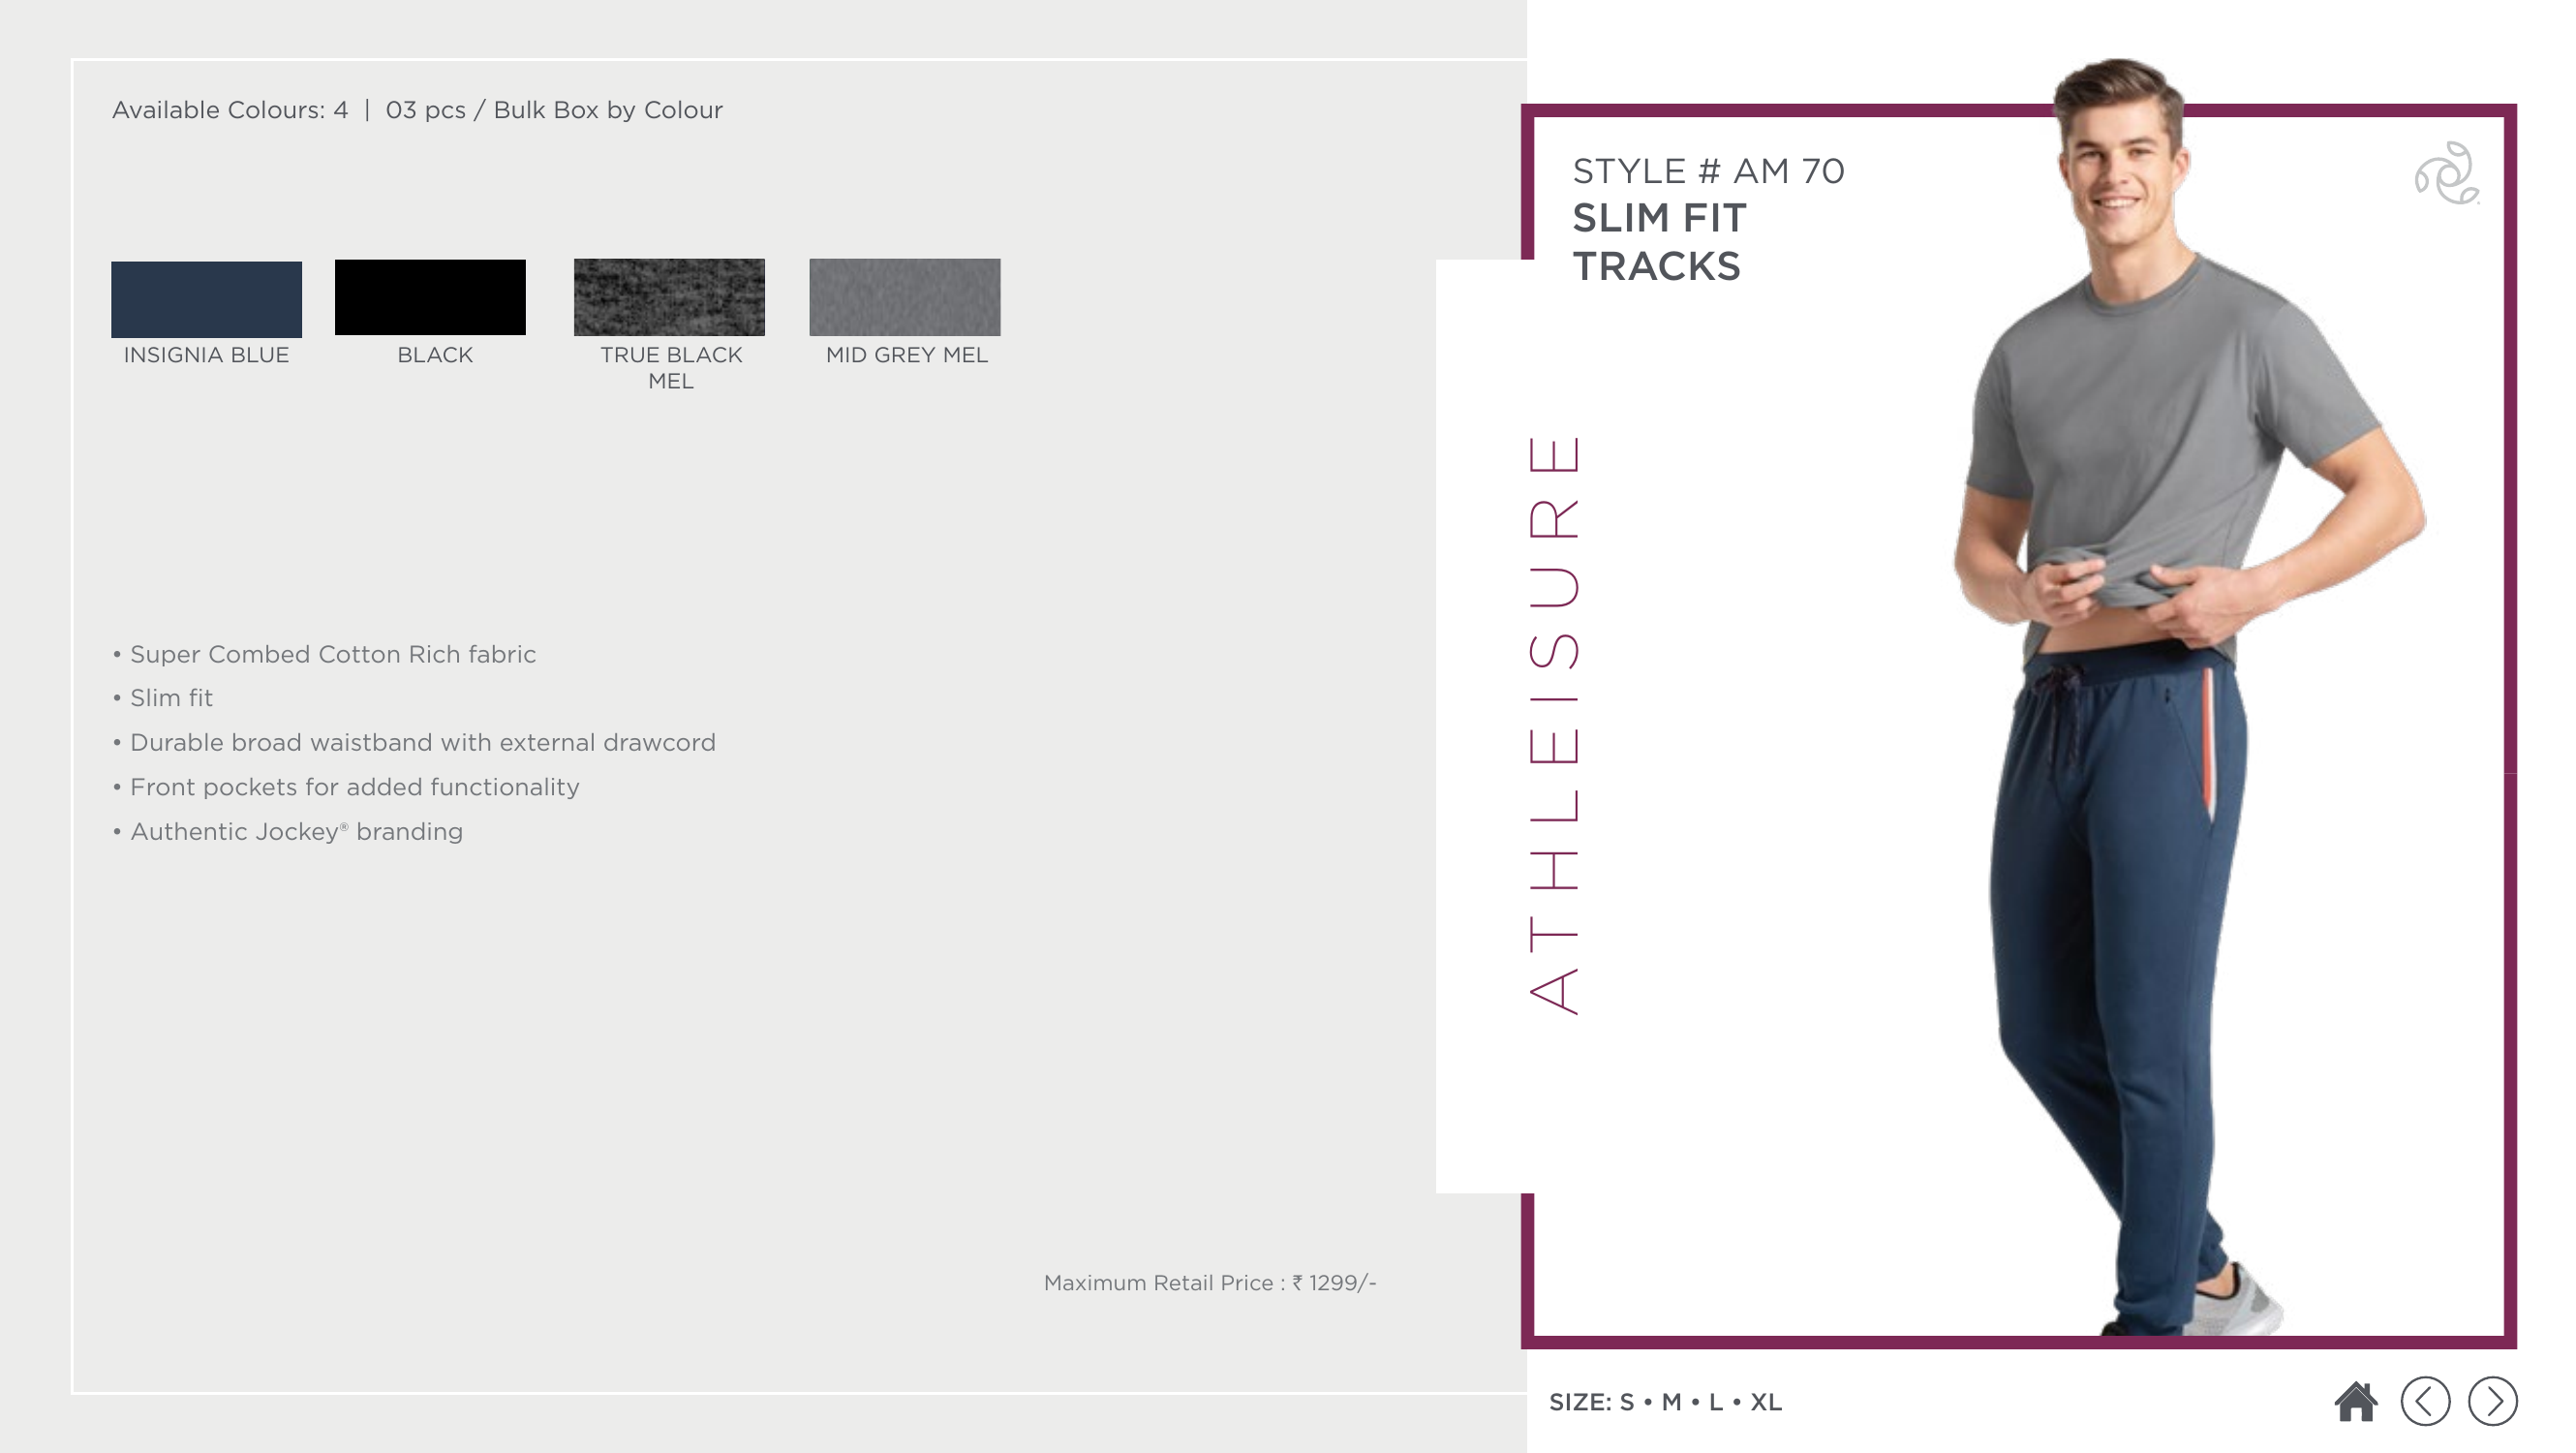 Available Colours: 4 | 03 pcs / Bulk Box by Colour
INSIGNIA BLUE
BLACK
TRUE BLACK
MEL
MID GREY MEL
• Super Combed Cotton Rich fabric
• Slim fit
• Durable broad waistband with external drawcord
• Front pockets for added functionality
• Authentic Jockey® branding
Maximum Retail Price : ₹ 1299/-
STYLE # AM 70
SLIM FIT
TRACKS
ATHLEISURE
SIZE: S • M • L • XL